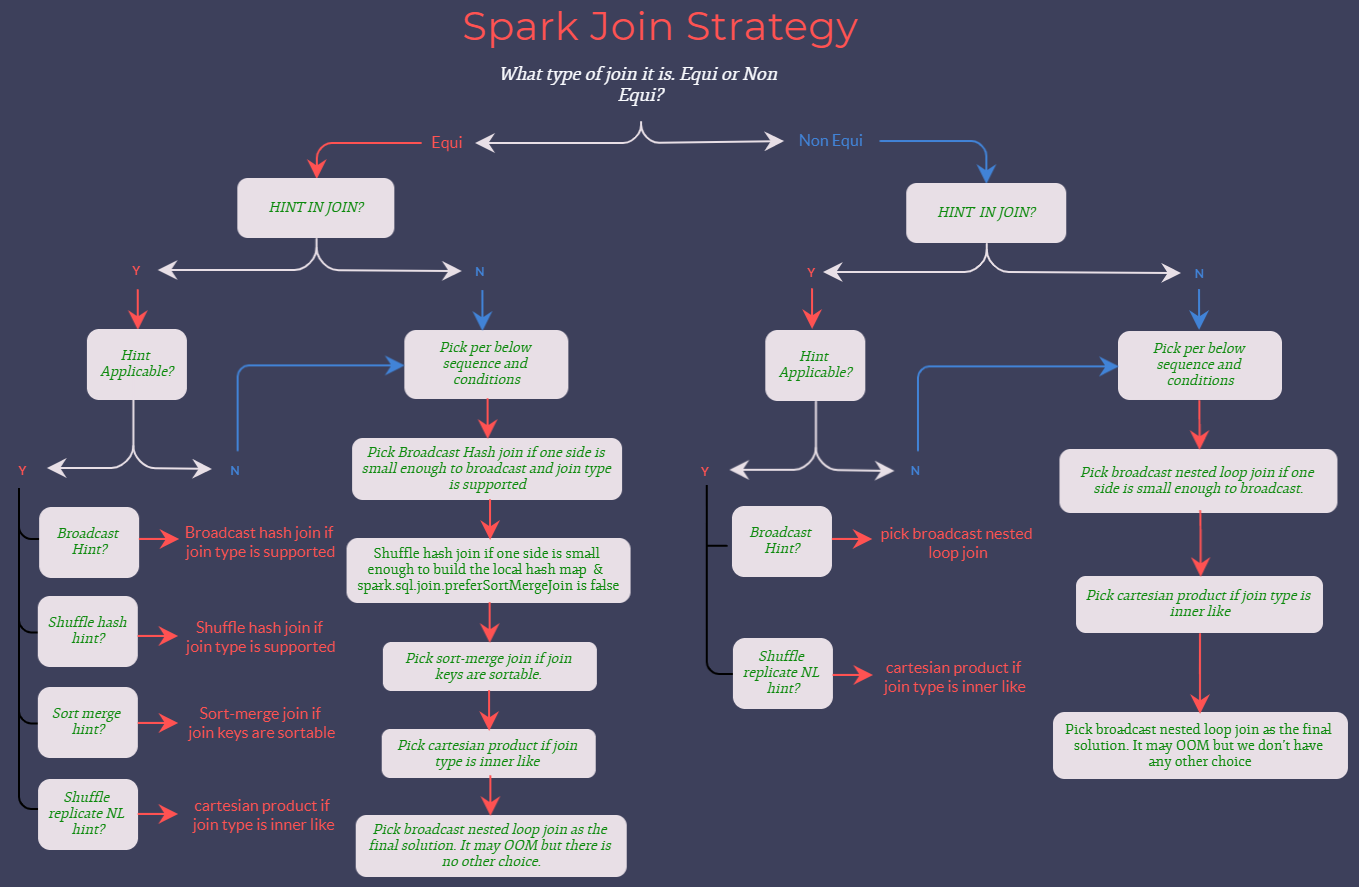 Spark Join Strategy
What type of join it is. Equi or Non
Equi?
Equi
Non Equi
HINT IN JOIN?
Y
N
Hint
Applicable?
Pick per below
sequence and
conditions
Y
N
Broadcast
Hint?
Broadcast hash join if
join type is supported
Shuffle hash
hint?
Shuffle hash join if
join type is supported
Sort merge
hint?
Sort-merge join if
join keys are sortable
Shuffle
replicate NL
hint?
cartesian product if
join type is inner like
Pick Broadcast Hash join if one side is
small enough to broadcast and join type
is supported
Shuffle hash join if one side is small
enough to build the local hash map &
spark.sql.join.preferSortMergeJoin is false
Pick sort-merge join if join
keys are sortable.
Pick cartesian product if join
type is inner like
Pick broadcast nested loop join as the
final solution. It may OOM but there is
no other choice.
HINT IN JOIN?
Y
N
Hint
Applicable?
Pick per below
sequence and
conditions
Y
N
Broadcast
Hint?
pick broadcast nested
loop join
Shuffle
replicate NL
hint?
cartesian product if
join type is inner like
Pick broadcast nested loop join if one
side is small enough to broadcast.
Pick cartesian product if join type is
inner like
Pick broadcast nested loop join as the final
solution. It may OOM but we don't have
any other choice